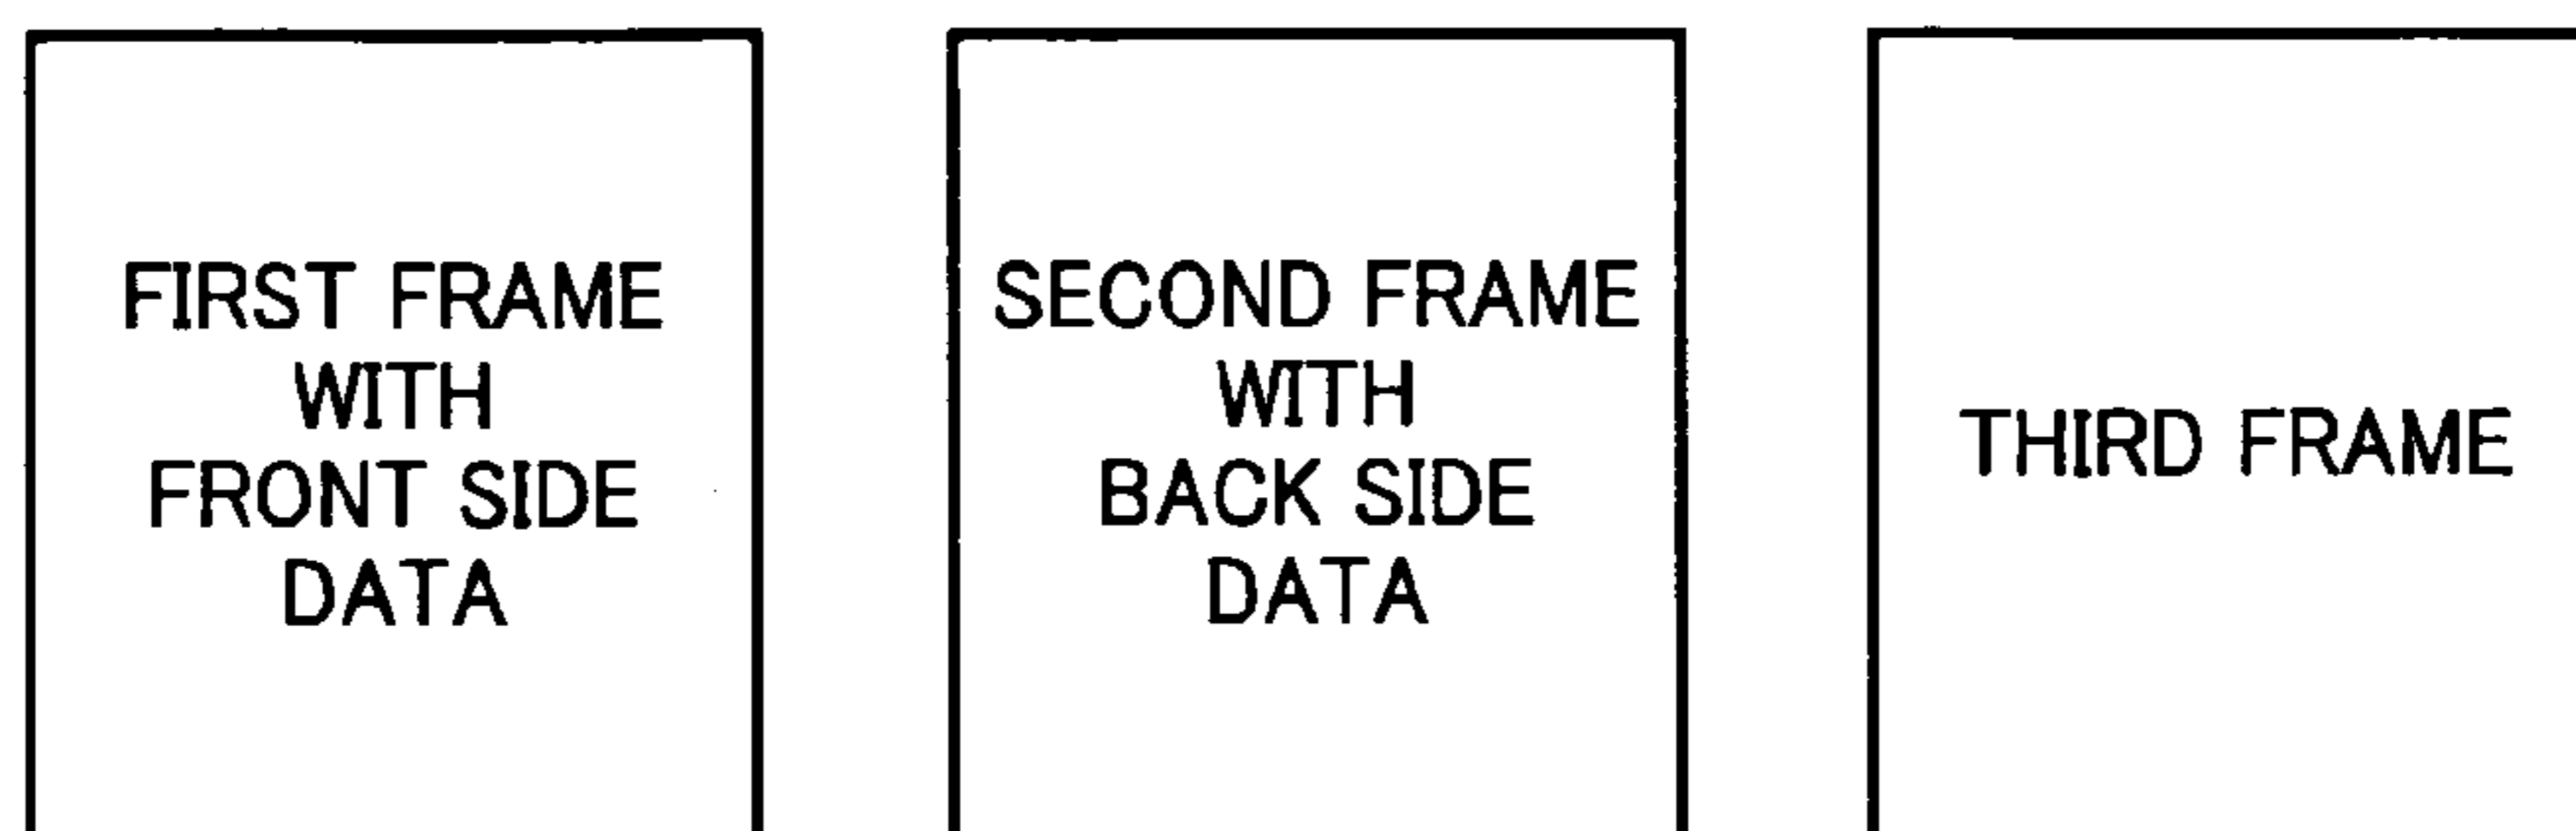 FIRST FRAME
WITH
FRONT SIDE
DATA
SECOND FRAME
WITH
BACK SIDE
DATA
THIRD FRAME